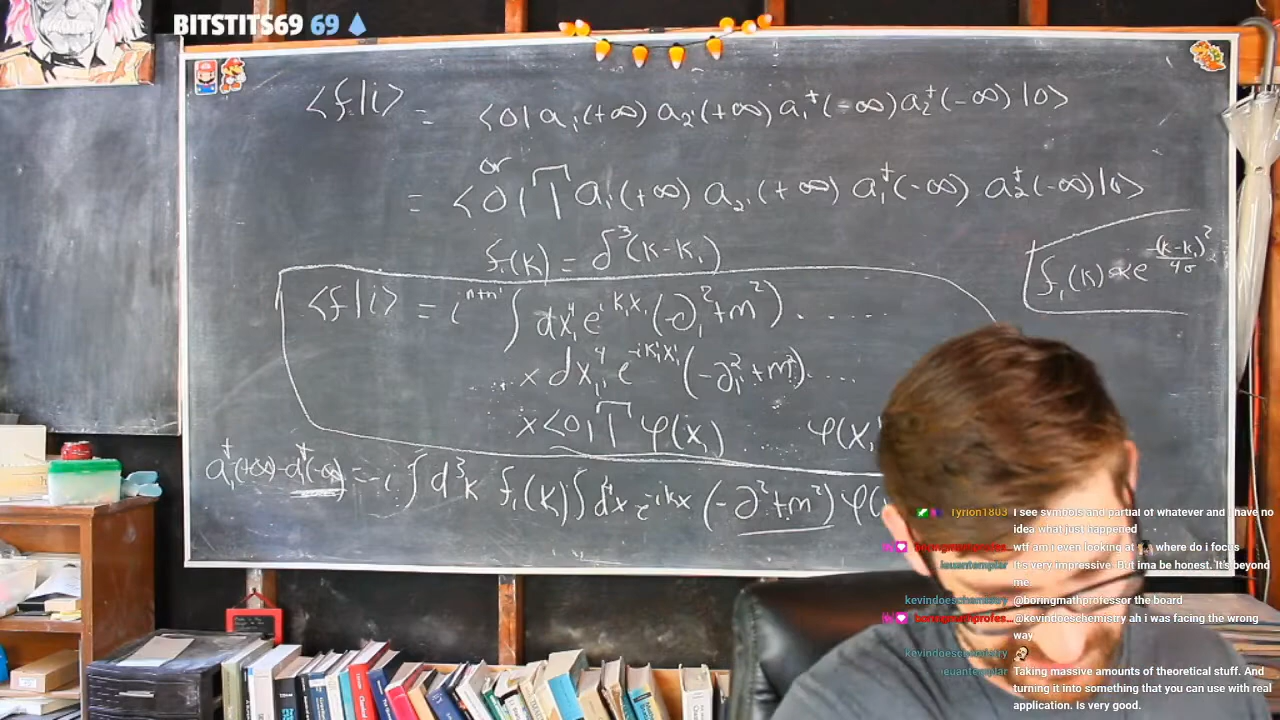 BITSTITS69 69
<f|i> = <0| a₁'(+∞) a₂'(+∞) a₁†(-∞) a₂†(-∞) |0>
or
= <0|T a₁'(+∞) a₂'(+∞) a₁†(-∞) a₂†(-∞)|0>
f₁(k) = δ³(k-k₁)
f₁(k) ∝ e^(-(k-k₁)²/4σ)
<f|i> = i^(n+n') ∫ dx₁⁴ e^(ik₁x₁) (-∂₁²+m²) ......
.... x dx₁'⁴ e^(-ik₁'x₁') (-∂₁'²+m²) ....
x <0|T φ(x₁) .... φ(x₁'
a₁†(+∞) - a₁†(-∞) = -i ∫ d³k f₁(k) ∫ d⁴x e^(ikx) (-∂²+m²) φ(
Tyrion1803 I see symbols and partial of whatever and i have no
idea what just happened
wtf am i even looking at where do i focus
ieuantemplar It's very impressive. But ima be honest. It's beyond
me.
kevindoeschemistry @boringmathprofessor the board
boringmathprofes... @kevindoeschemistry ah i was facing the wrong
way
kevindoeschemistry
ieuantemplar Taking massive amounts of theoretical stuff. And
turning it into something that you can use with real
application. Is very good.